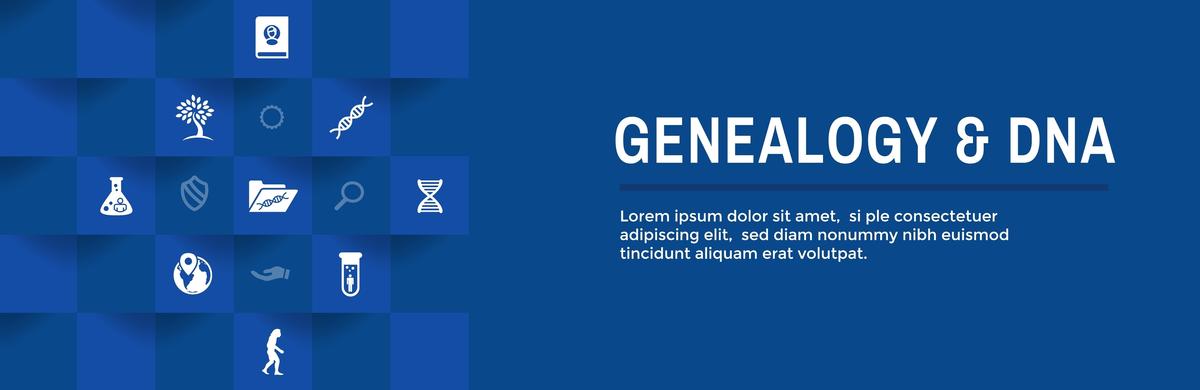 GENEALOGY & DNA
Lorem ipsum dolor sit amet,  si ple consectetuer
adipiscing elit,  sed diam nonummy nibh euismod
tincidunt aliquam erat volutpat.